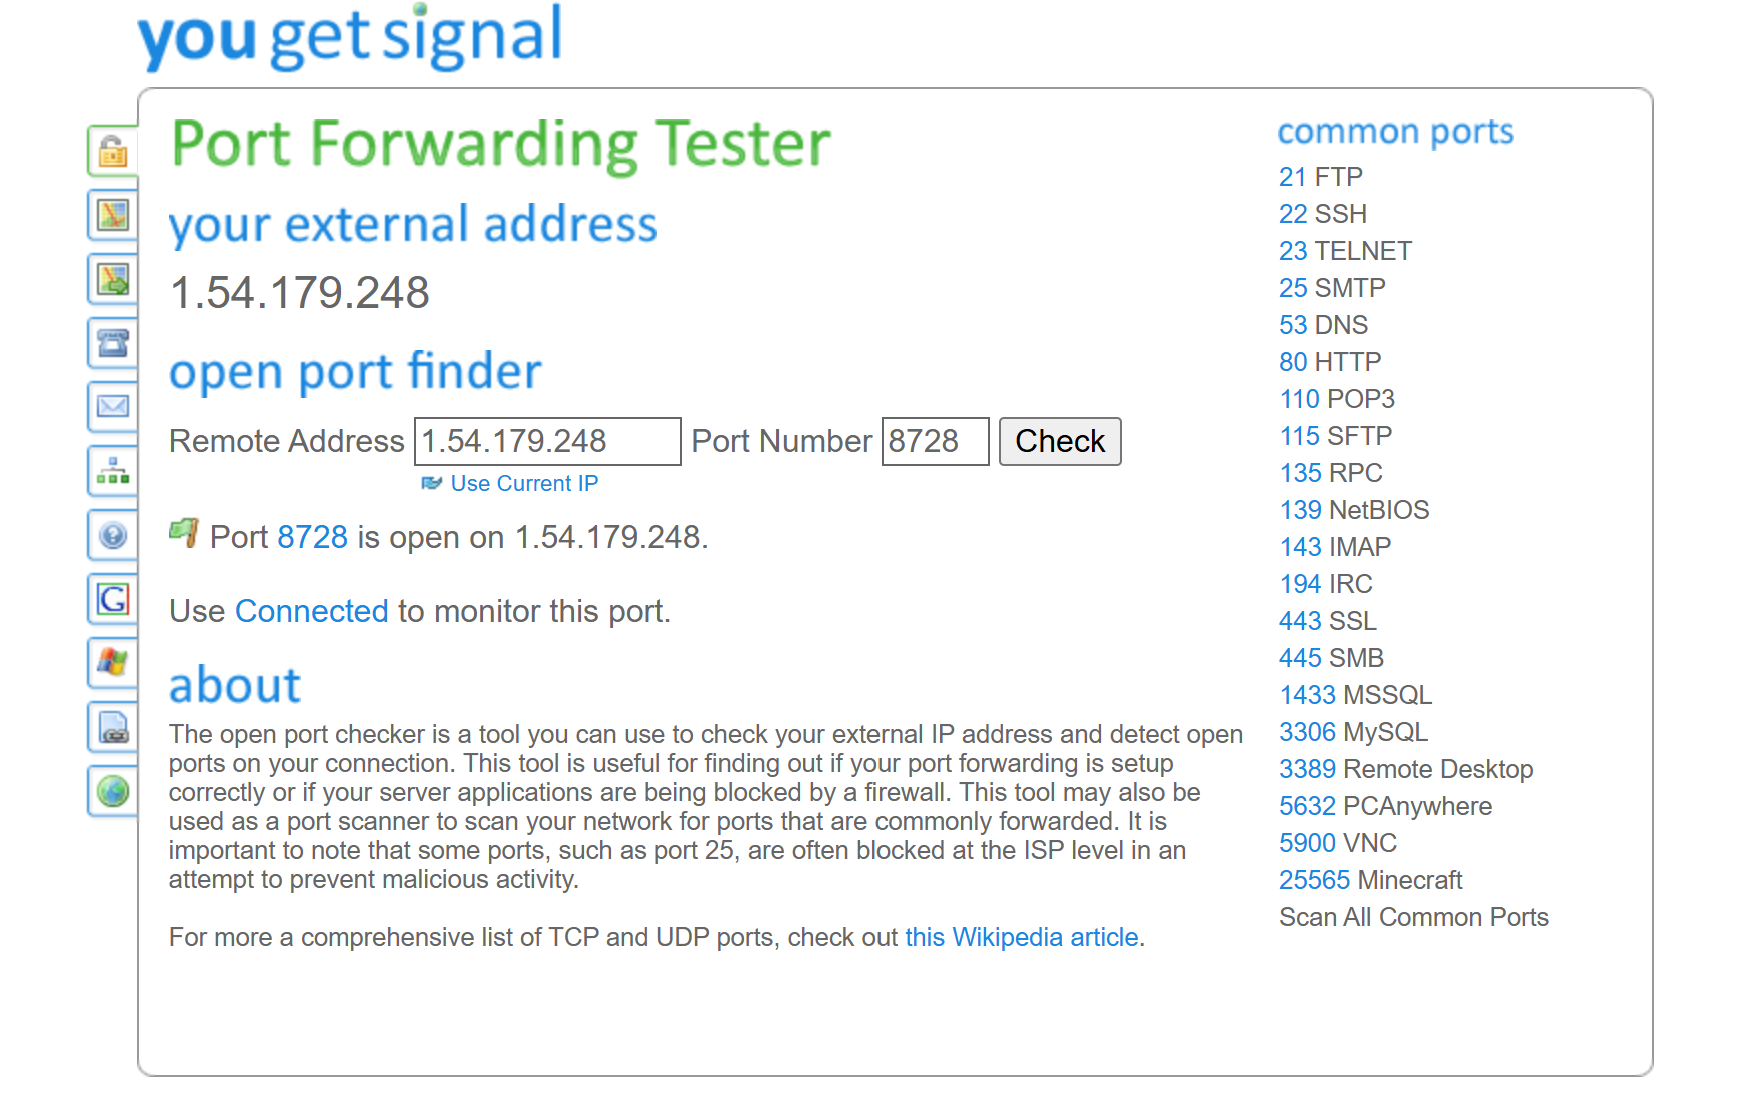 you get signal
Port Forwarding Tester
your external address
1.54.179.248
open port finder
Remote Address 1.54.179.248 Port Number 8728 Check
Use Current IP
Port 8728 is open on 1.54.179.248.
Use Connected to monitor this port.
about
The open port checker is a tool you can use to check your external IP address and detect open
ports on your connection. This tool is useful for finding out if your port forwarding is setup
correctly or if your server applications are being blocked by a firewall. This tool may also be
used as a port scanner to scan your network for ports that are commonly forwarded. It is
important to note that some ports, such as port 25, are often blocked at the ISP level in an
attempt to prevent malicious activity.
For more a comprehensive list of TCP and UDP ports, check out this Wikipedia article.
common ports
21 FTP
22 SSH
23 TELNET
25 SMTP
53 DNS
80 HTTP
110 POP3
115 SFTP
135 RPC
139 NetBIOS
143 IMAP
194 IRC
443 SSL
445 SMB
1433 MSSQL
3306 MySQL
3389 Remote Desktop
5632 PCAnywhere
5900 VNC
25565 Minecraft
Scan All Common Ports
G